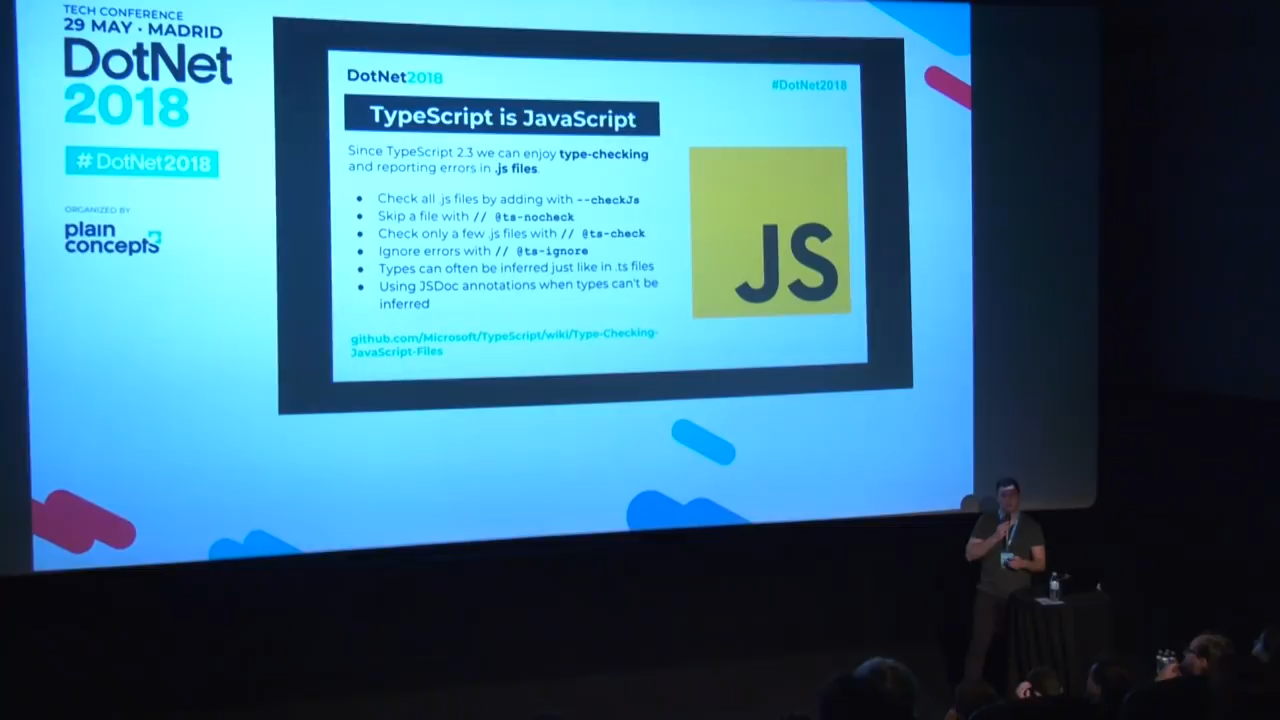 TECH CONFERENCE
29 MAY · MADRID
DotNet
2018
#DotNet2018
ORGANIZED BY
plain
concepts
DotNet2018
#DotNet2018
TypeScript is JavaScript
Since TypeScript 2.3 we can enjoy type-checking
and reporting errors in .js files.
● Check all .js files by adding with --checkJs
● Skip a file with // @ts-nocheck
● Check only a few .js files with // @ts-check
● Ignore errors with // @ts-ignore
● Types can often be inferred just like in .ts files
● Using JSDoc annotations when types can't be
inferred
github.com/Microsoft/TypeScript/wiki/Type-Checking-
JavaScript-Files
JS